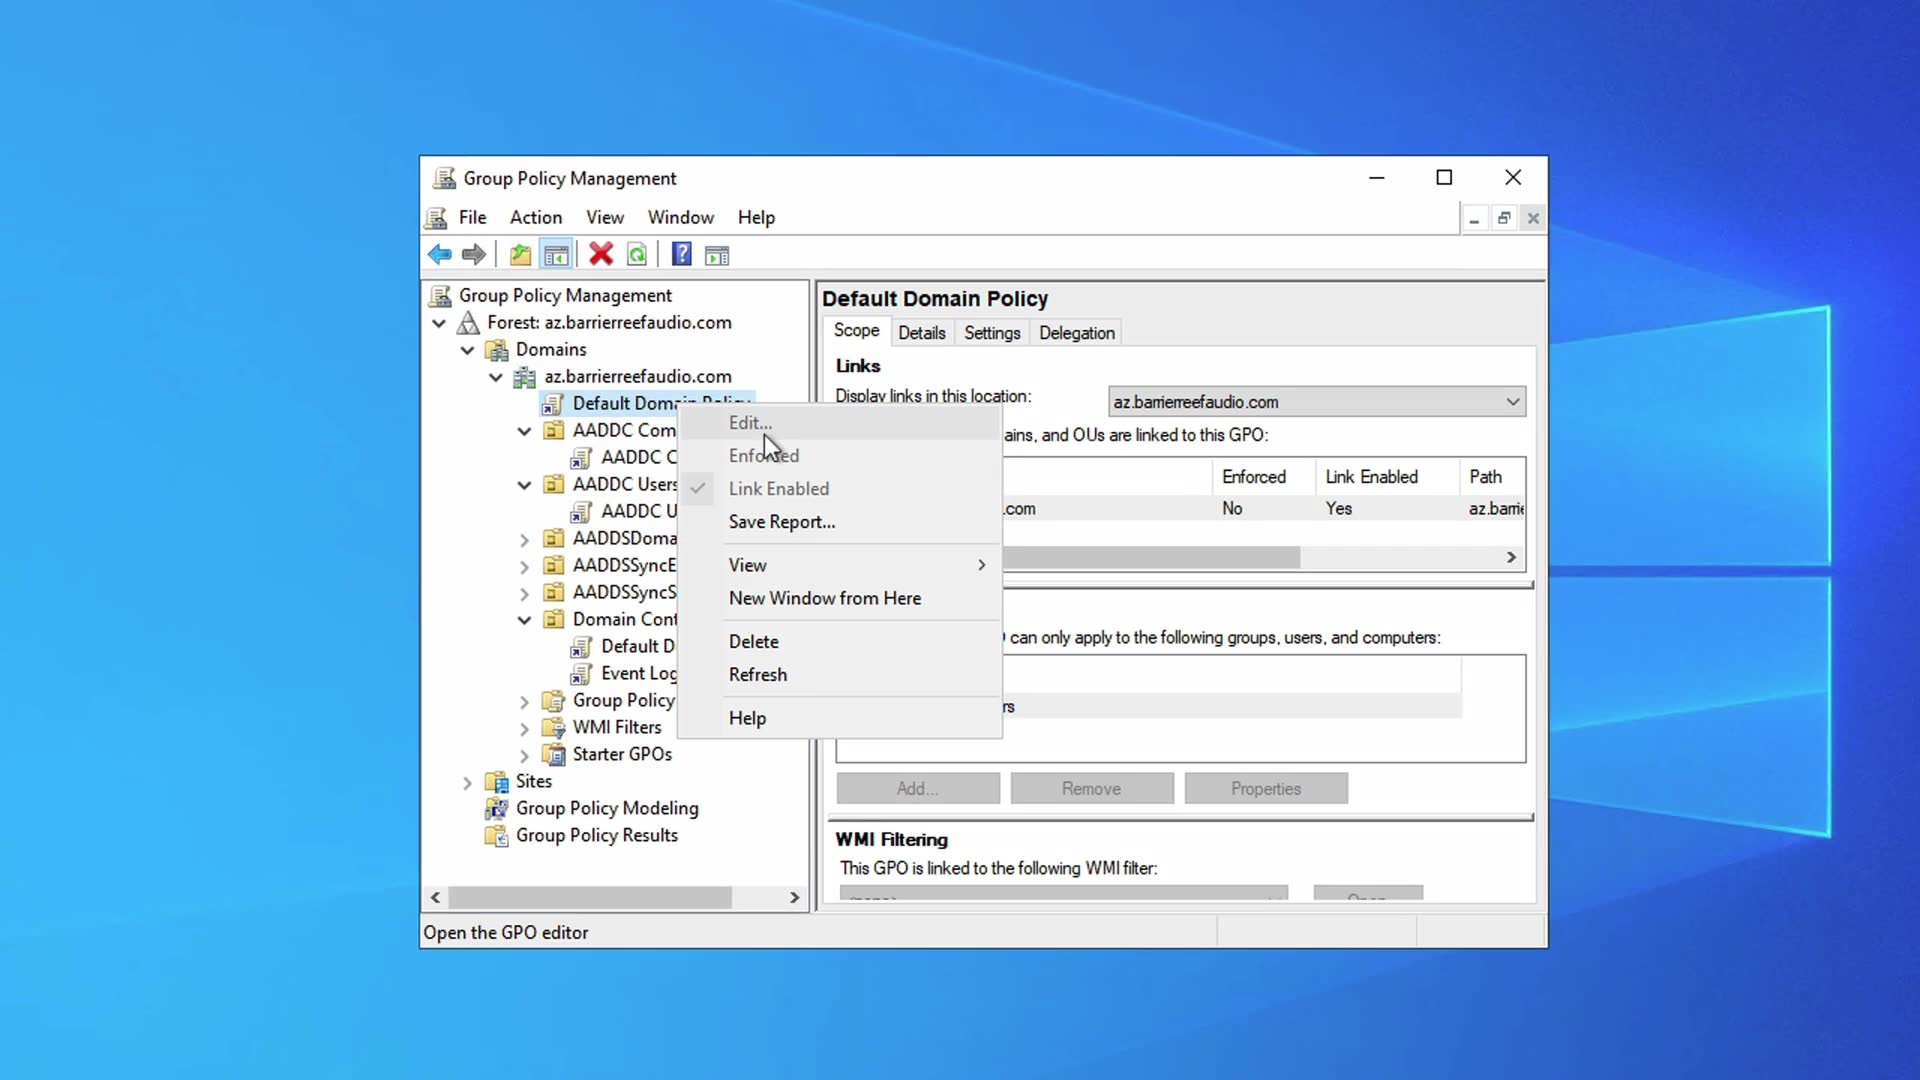 Group Policy Management
File Action View Window Help
Group Policy Management
Forest: az.barrierreefaudio.com
Domains
az.barrierreefaudio.com
Default Domain Policy
AADDC Com
AADDC C
AADDC Users
AADDC U
AADDSDoma
AADDSSyncE
AADDSSyncS
Domain Cont
Default D
Event Log
Group Policy
WMI Filters
Starter GPOs
Sites
Group Policy Modeling
Group Policy Results
Edit...
Enforced
Link Enabled
Save Report...
View
New Window from Here
Delete
Refresh
Help
Default Domain Policy
Scope Details Settings Delegation
Links
Display links in this location: az.barrierreefaudio.com
ains, and OUs are linked to this GPO:
Enforced Link Enabled Path
.com No Yes az.barrie
can only apply to the following groups, users, and computers:
rs
Add... Remove Properties
WMI Filtering
This GPO is linked to the following WMI filter:
<none> Open
Open the GPO editor